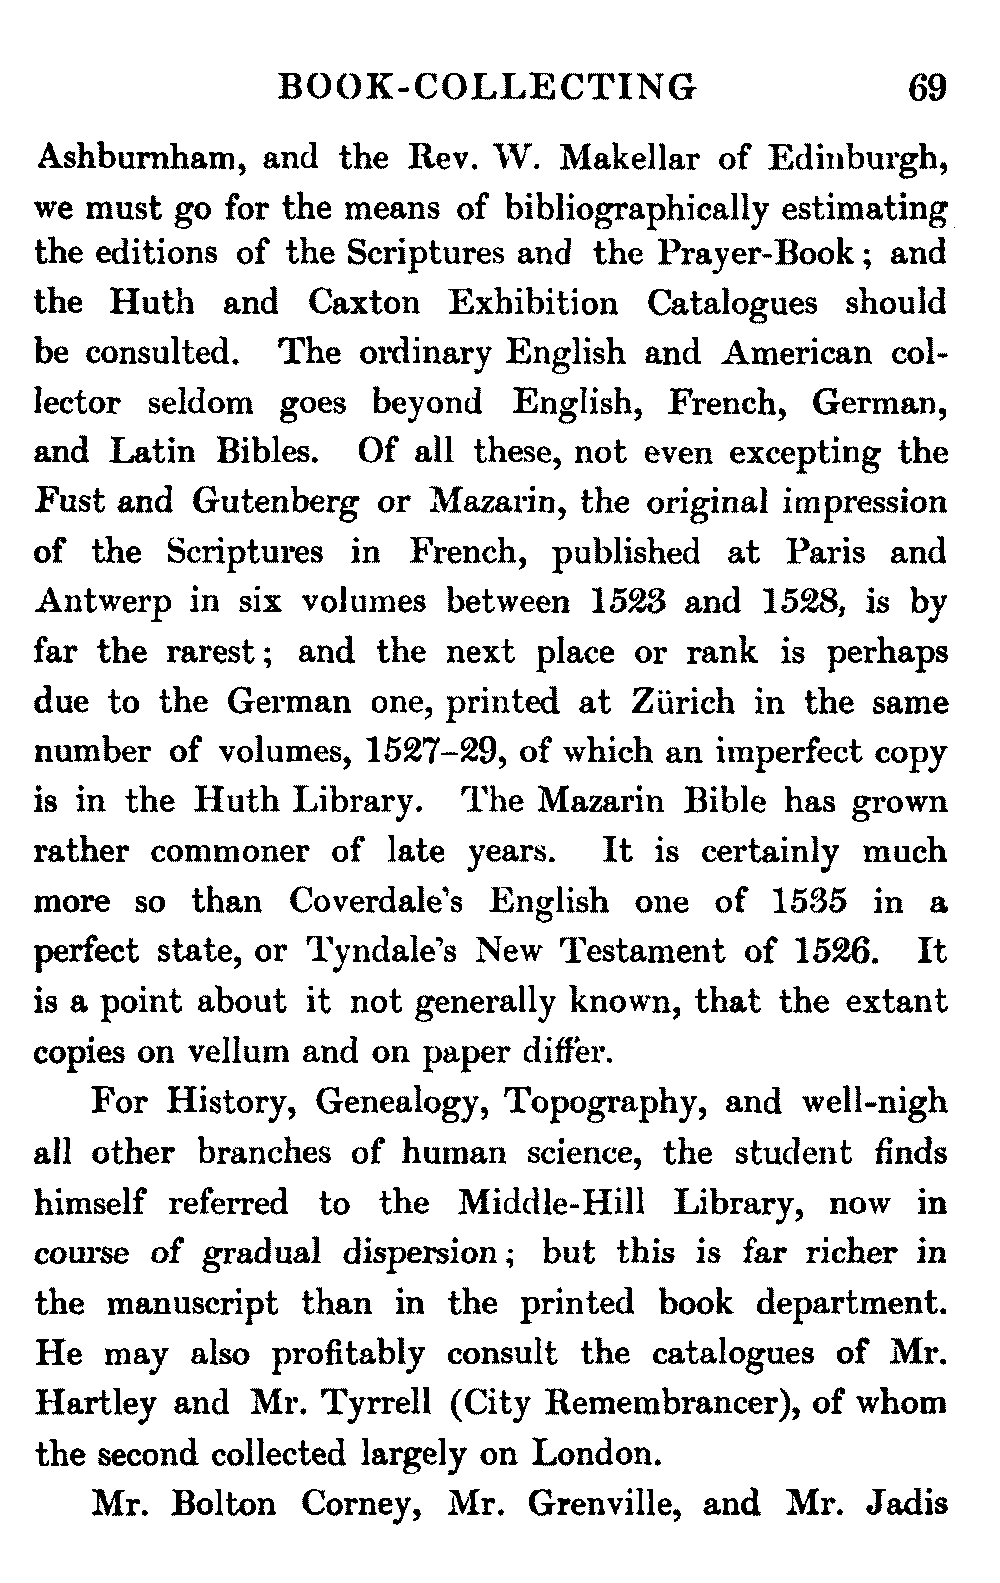 BOOK-COLLECTING 69
Ashburnham, and the Rev. W. Makellar of Edinburgh,
we must go for the means of bibliographically estimating
the editions of the Scriptures and the Prayer-Book; and
the Huth and Caxton Exhibition Catalogues should
be consulted. The ordinary English and American col-
lector seldom goes beyond English, French, German,
and Latin Bibles. Of all these, not even excepting the
Fust and Gutenberg or Mazarin, the original impression
of the Scriptures in French, published at Paris and
Antwerp in six volumes between 1523 and 1528, is by
far the rarest; and the next place or rank is perhaps
due to the German one, printed at Zürich in the same
number of volumes, 1527–29, of which an imperfect copy
is in the Huth Library. The Mazarin Bible has grown
rather commoner of late years. It is certainly much
more so than Coverdale's English one of 1535 in a
perfect state, or Tyndale's New Testament of 1526. It
is a point about it not generally known, that the extant
copies on vellum and on paper differ.
For History, Genealogy, Topography, and well-nigh
all other branches of human science, the student finds
himself referred to the Middle-Hill Library, now in
course of gradual dispersion; but this is far richer in
the manuscript than in the printed book department.
He may also profitably consult the catalogues of Mr.
Hartley and Mr. Tyrrell (City Remembrancer), of whom
the second collected largely on London.
Mr. Bolton Corney, Mr. Grenville, and Mr. Jadis